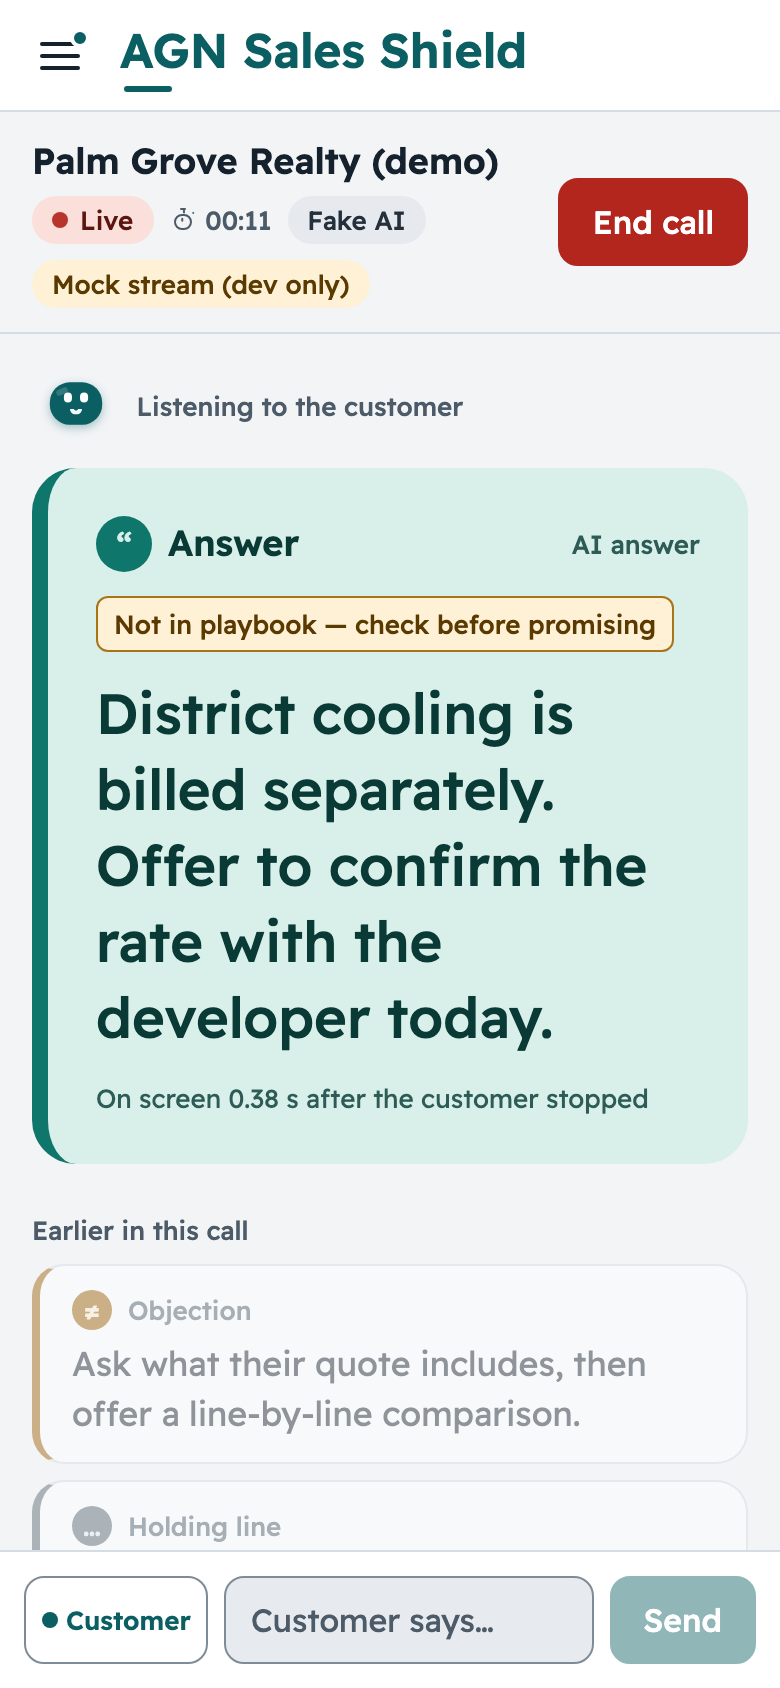 AGN Sales Shield
Palm Grove Realty (demo)
Live
00:11
Fake AI
End call
Mock stream (dev only)
Listening to the customer
“ Answer
AI answer
Not in playbook — check before promising
District cooling is
billed separately.
Offer to confirm the
rate with the
developer today.
On screen 0.38 s after the customer stopped
Earlier in this call
≠ Objection
Ask what their quote includes, then
offer a line-by-line comparison.
… Holding line
Customer
Customer says...
Send